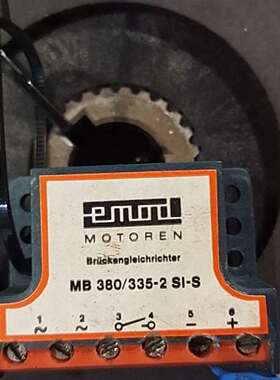 emod
MOTOREN
Brückengleichrichter
MB 380/335-2 SI-S
1 2 3 4 5 6
~ ~ - +